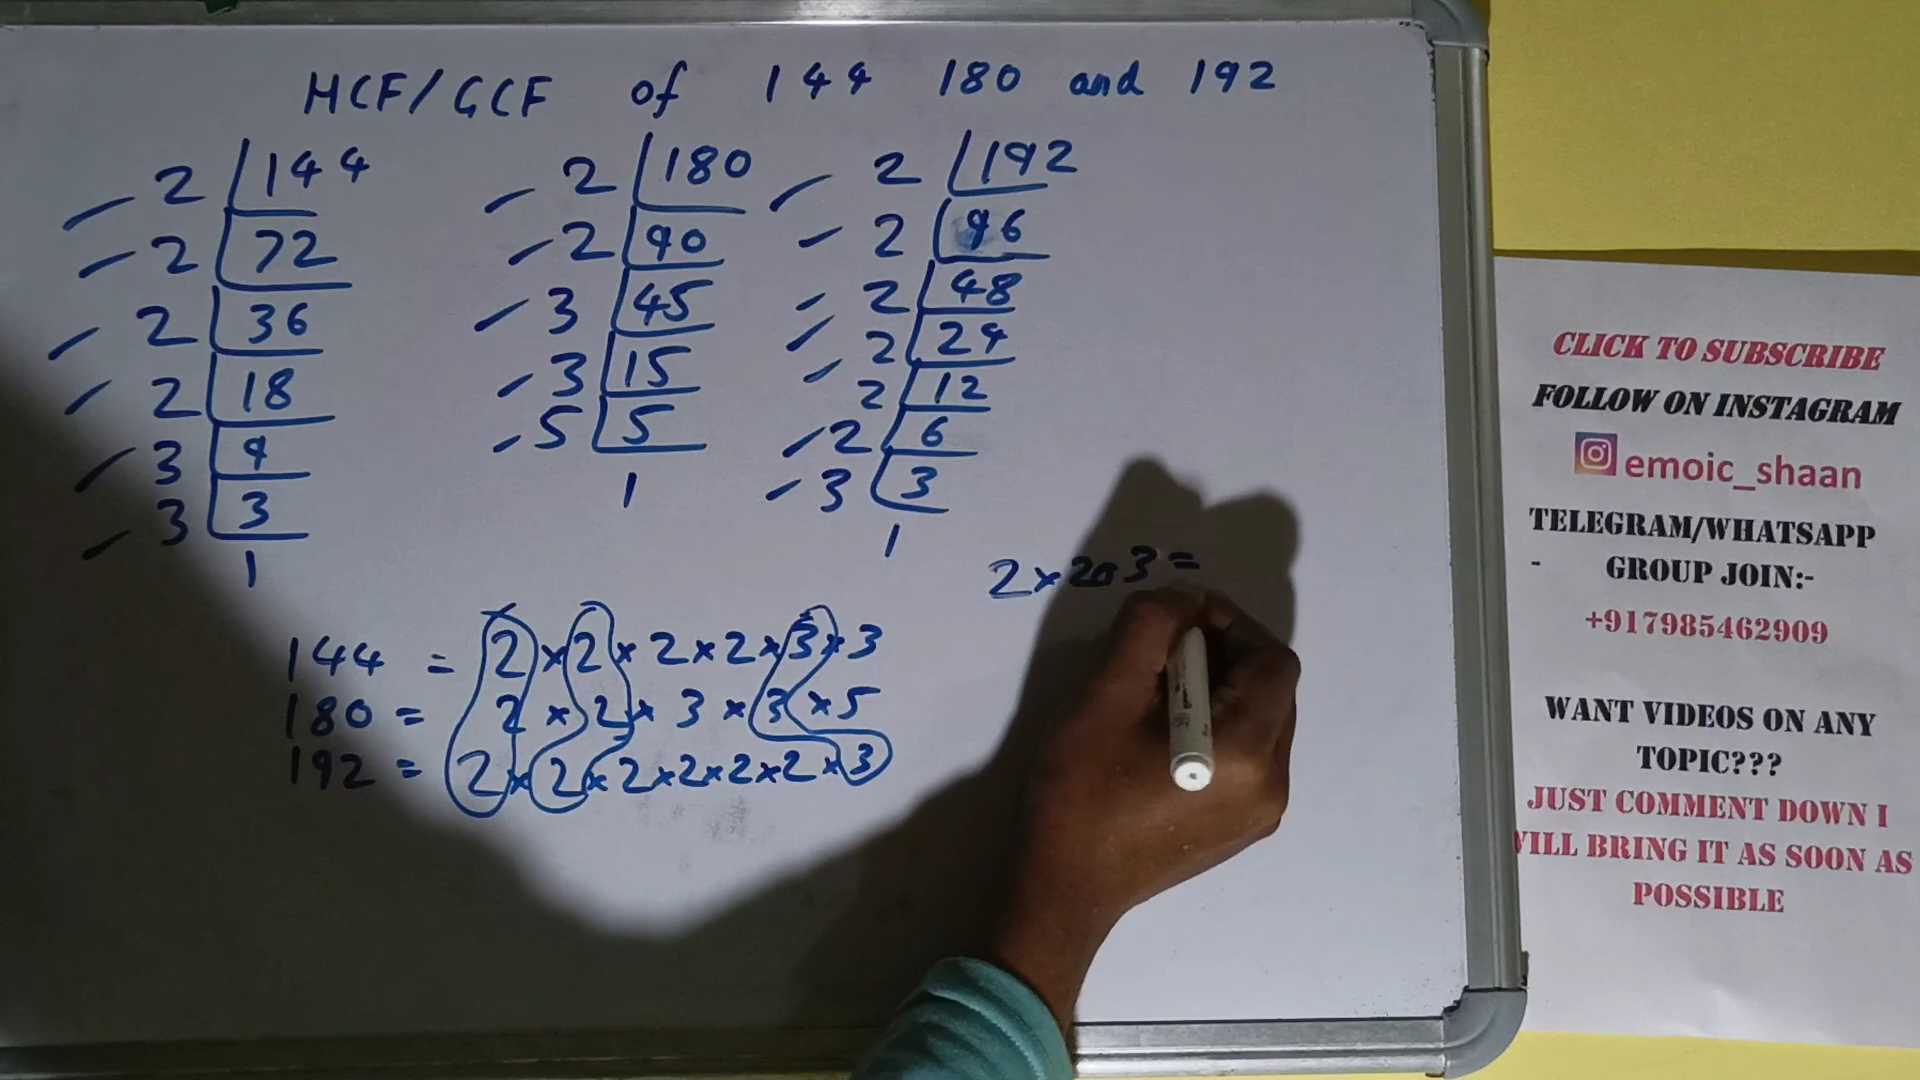 HCF/GCF of 144 180 and 192
2 144
2 72
2 36
2 18
3 9
3 3
1
2 180
2 90
3 45
3 15
5 5
1
2 192
2 96
2 48
2 24
2 12
2 6
3 3
1
144 = 2 × 2 × 2 × 2 × 3 × 3
180 = 2 × 2 × 3 × 3 × 5
192 = 2 × 2 × 2 × 2 × 2 × 2 × 3
2 × 2 × 3 =
CLICK TO SUBSCRIBE
FOLLOW ON INSTAGRAM
emoic_shaan
TELEGRAM/WHATSAPP
- GROUP JOIN:-
+917985462909
WANT VIDEOS ON ANY
TOPIC???
JUST COMMENT DOWN I
WILL BRING IT AS SOON AS
POSSIBLE